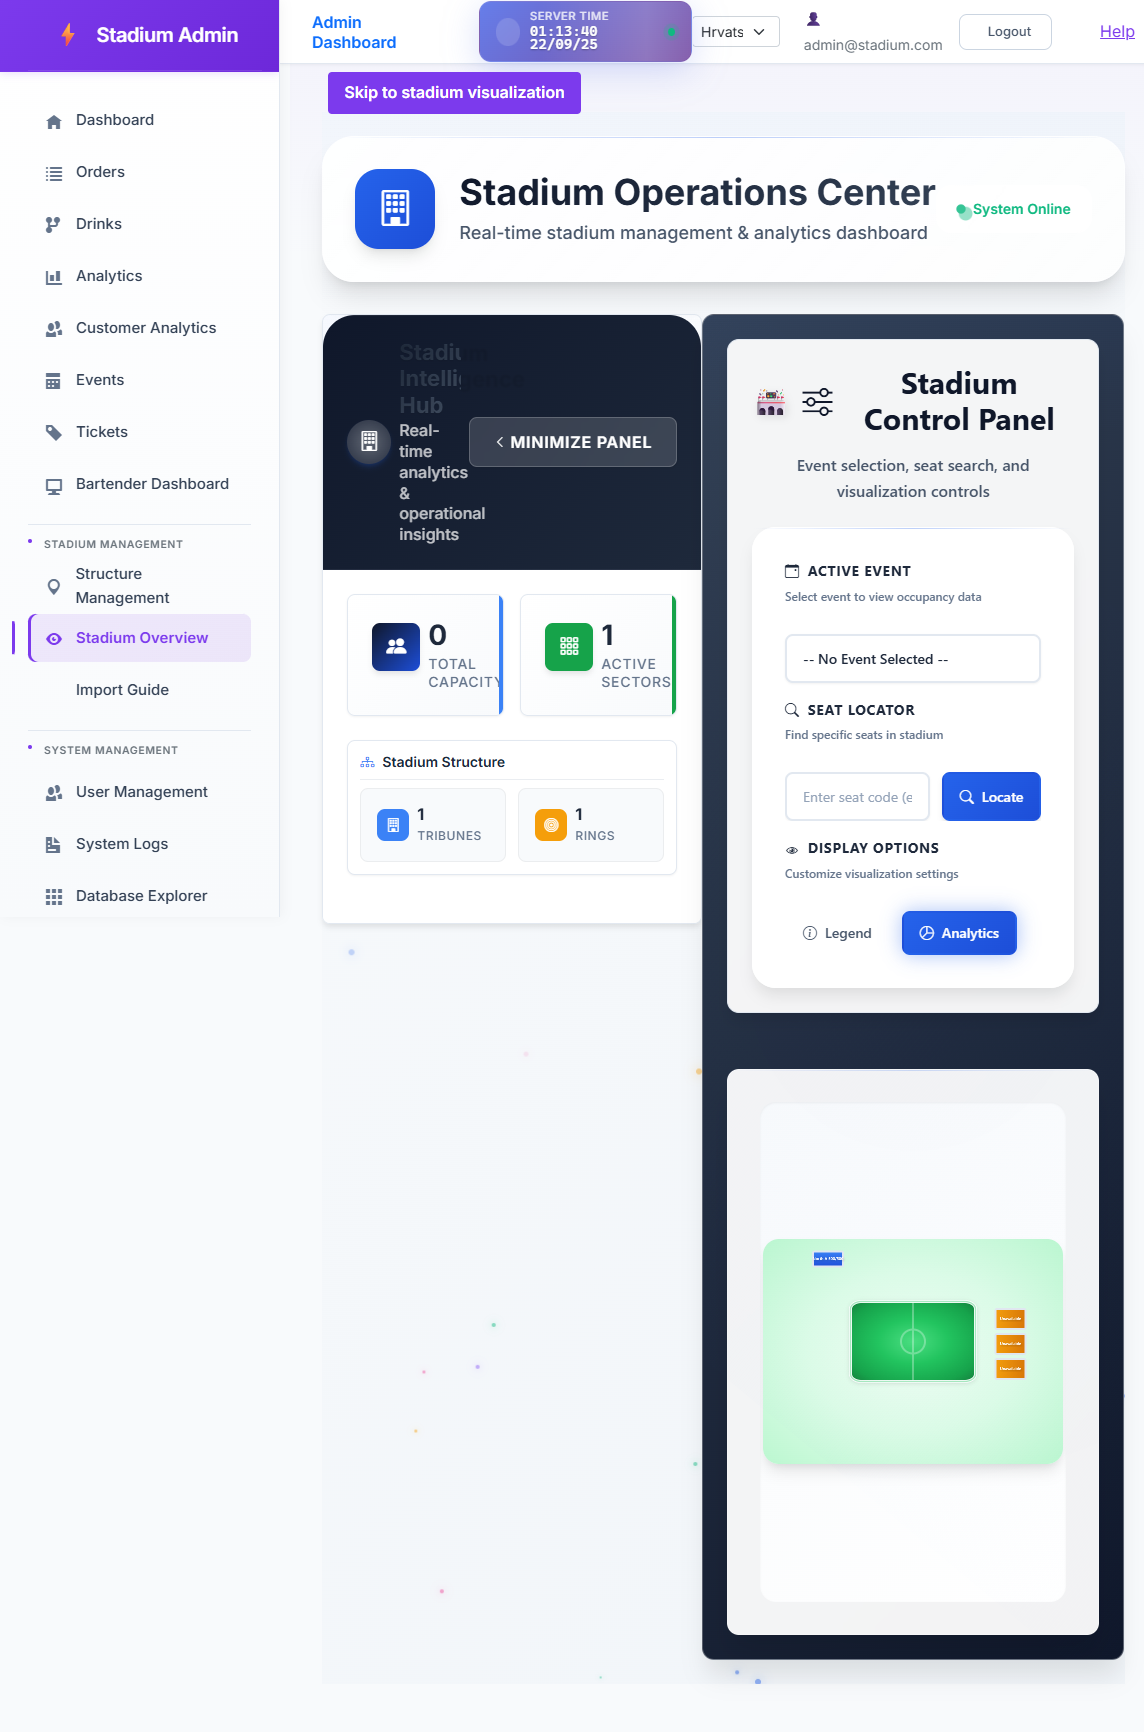 Stadium Admin
Admin
Dashboard
SERVER TIME
01:13:40
22/09/25
Hrvats
admin@stadium.com
Logout
Help
Skip to stadium visualization
Dashboard
Orders
Drinks
Analytics
Customer Analytics
Events
Tickets
Bartender Dashboard
STADIUM MANAGEMENT
Structure
Management
Stadium Overview
Import Guide
SYSTEM MANAGEMENT
User Management
System Logs
Database Explorer
Stadium Operations Center
Real-time stadium management & analytics dashboard
System Online
Stadium
Intelligence
Hub
Real-
time
analytics
&
operational
insights
MINIMIZE PANEL
0
TOTAL
CAPACITY
1
ACTIVE
SECTORS
Stadium Structure
1
TRIBUNES
1
RINGS
Stadium
Control Panel
Event selection, seat search, and
visualization controls
ACTIVE EVENT
Select event to view occupancy data
-- No Event Selected --
SEAT LOCATOR
Find specific seats in stadium
Enter seat code (e
Locate
DISPLAY OPTIONS
Customize visualization settings
Legend
Analytics